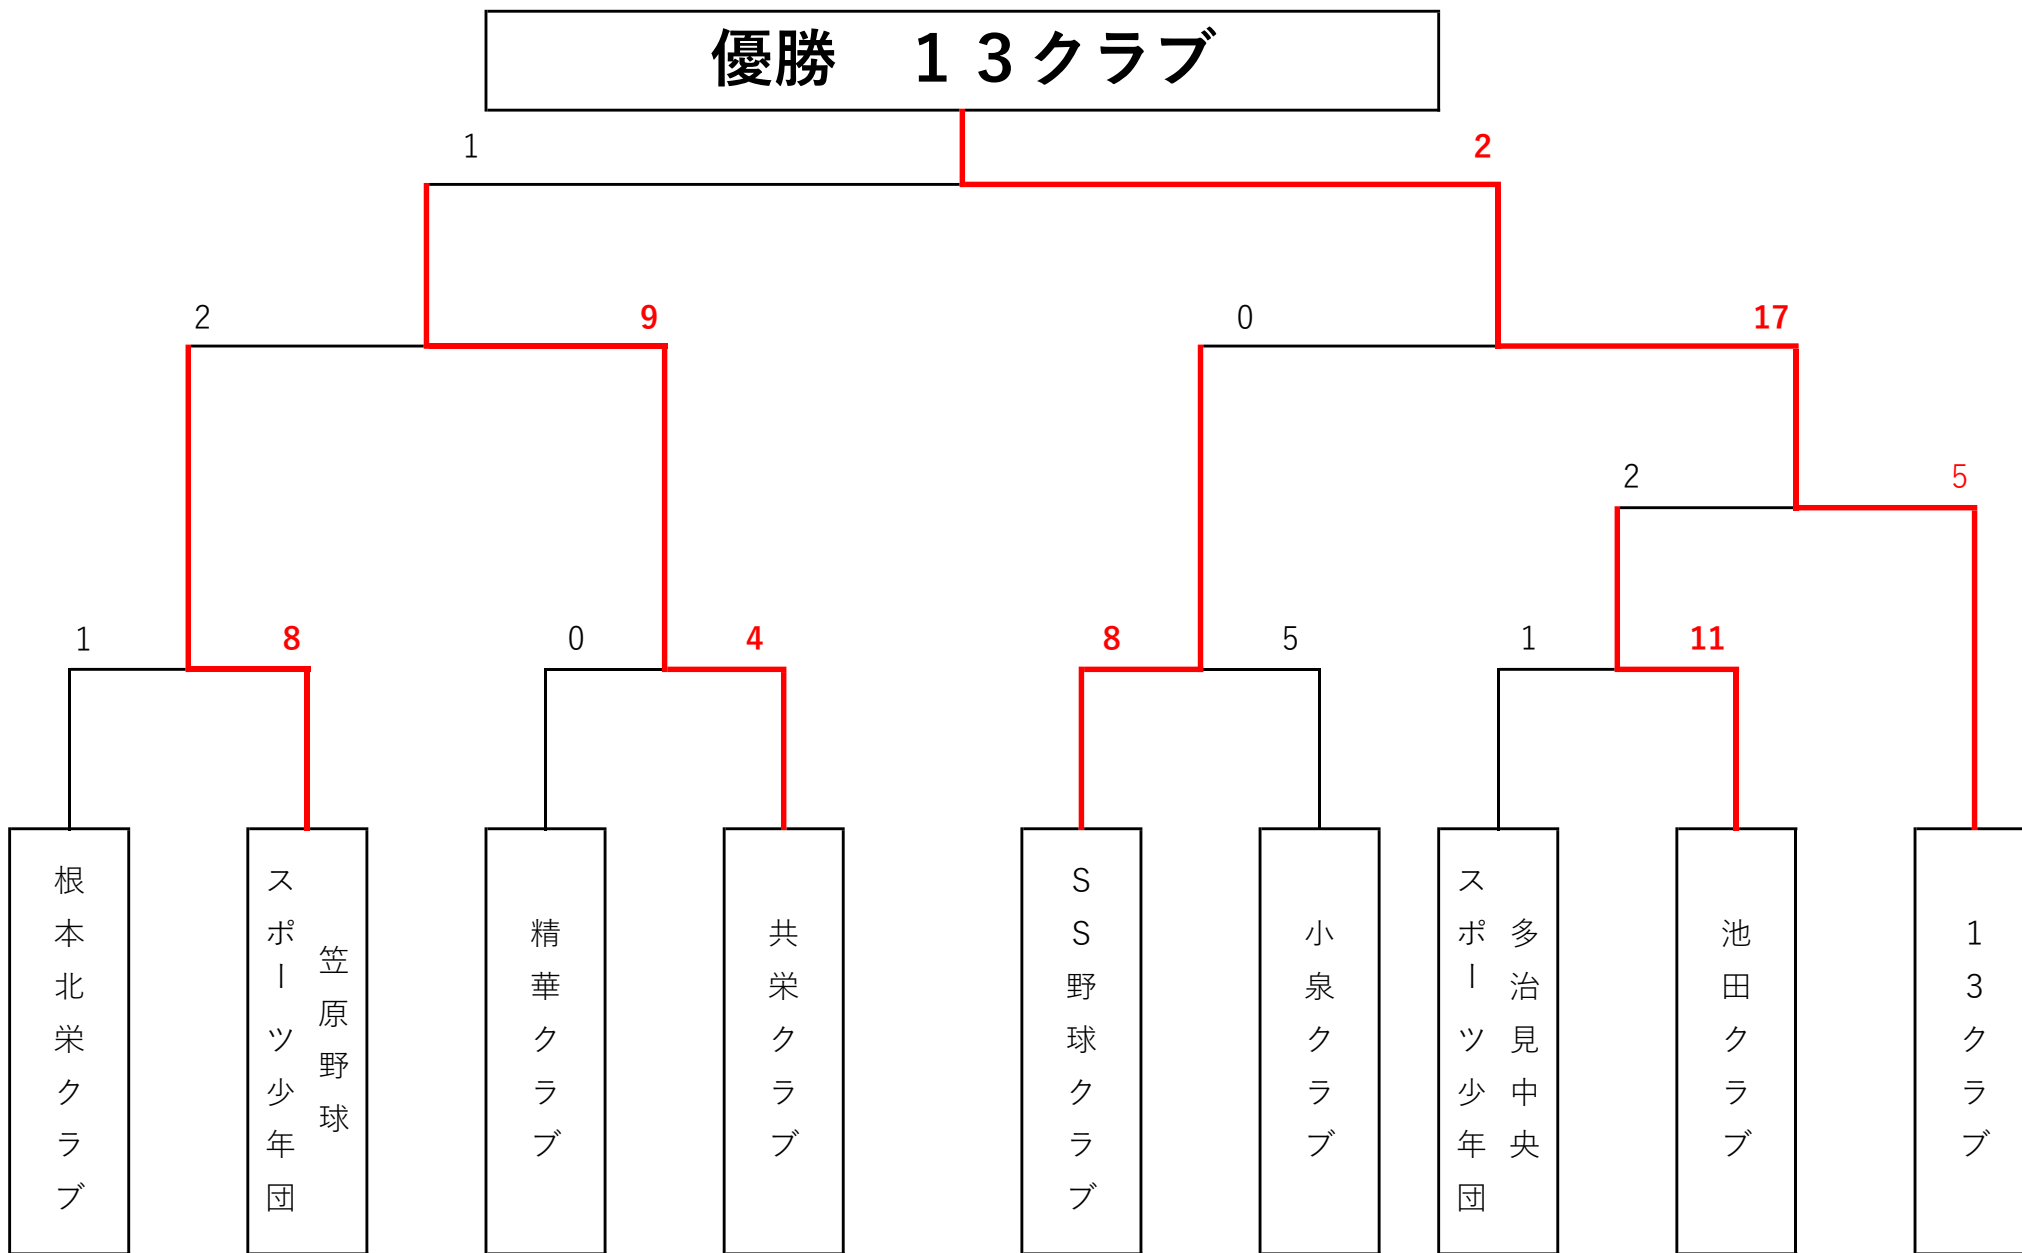 優勝　１３クラブ
1
2
2
9
0
17
2
5
1
8
0
4
8
5
1
11
根本北栄クラブ
笠原野球
スポーツ少年団
精華クラブ
共栄クラブ
ＳＳ野球クラブ
小泉クラブ
多治見中央
スポーツ少年団
池田クラブ
13クラブ